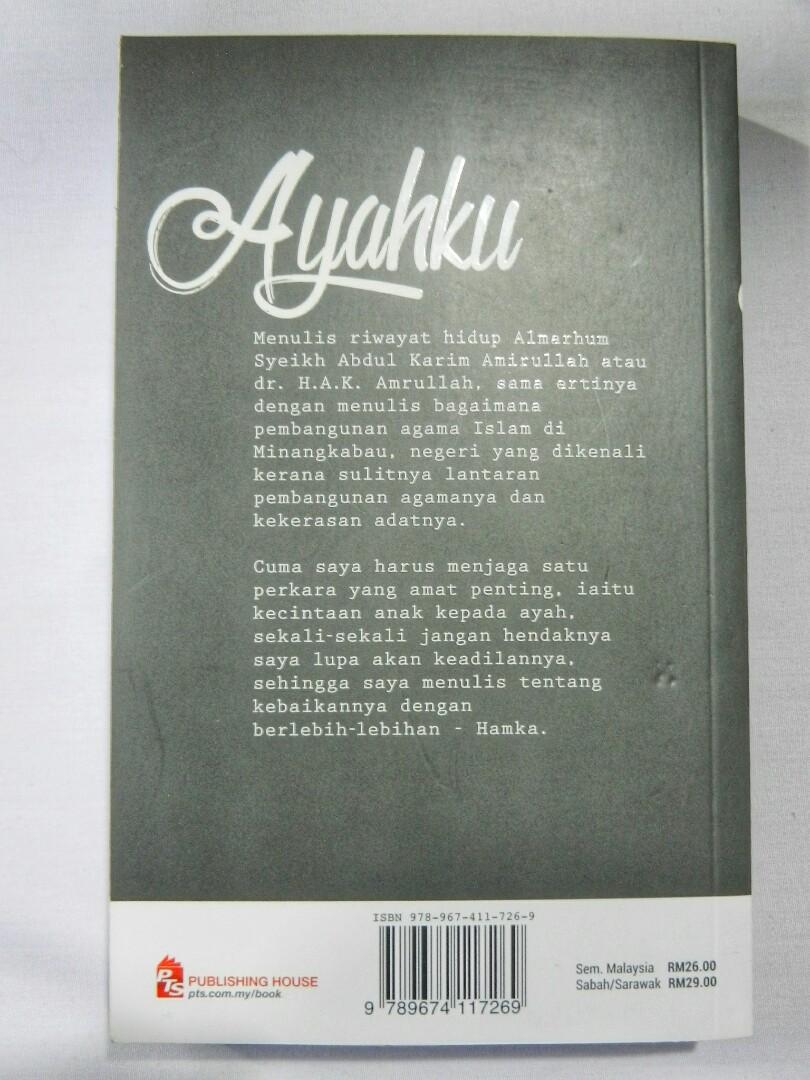 Ayahku
Menulis riwayat hidup Almarhum
Syeikh Abdul Karim Amirullah atau
dr. H.A.K. Amrullah, sama ertinya
dengan menulis bagaimana
pembangunan agama Islam di
Minangkabau, negeri yang dikenali
kerana sulitnya lantaran
pembangunan agamanya dan
kekerasan adatnya.
Cuma saya harus menjaga satu
perkara yang amat penting, iaitu
kecintaan anak kepada ayah,
sekali-sekali jangan hendaknya
saya lupa akan keadilannya,
sehingga saya menulis tentang
kebaikannya dengan
berlebih-lebihan - Hamka.
ISBN 978-967-411-726-9
PTS PUBLISHING HOUSE
pts.com.my/book
9 789674 117269
Sem. Malaysia RM26.00
Sabah/Sarawak RM29.00